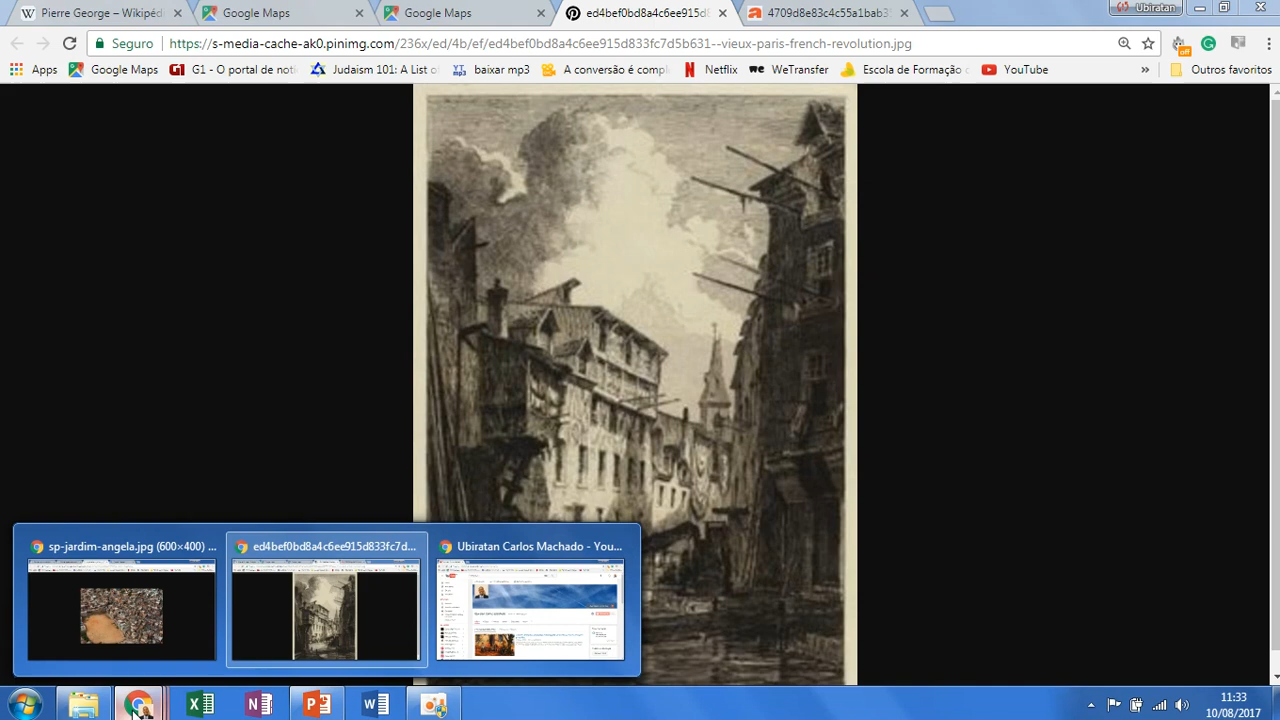 Pierre George – Wikipéd
Google Maps
Google Maps
ed4bef0bd8a4c6ee915d8
4709d8e83c4c55a1bab3
Ubiratan
Seguro
https://s-media-cache-ak0.pinimg.com/236x/ed/4b/ef/ed4bef0bd8a4c6ee915d833fc7d5b631--vieux-paris-french-revolution.jpg
off
Apps
Google Maps
G1 - O portal de notí
Judaism 101: A List o
baixar mp3
A conversão é compl
Netflix
WeTransfer
Escola de Formação
YouTube
»
Outros favoritos
sp-jardim-angela.jpg (600×400) ...
ed4bef0bd8a4c6ee915d833fc7d...
Ubiratan Carlos Machado - You...
11:33
10/08/2017